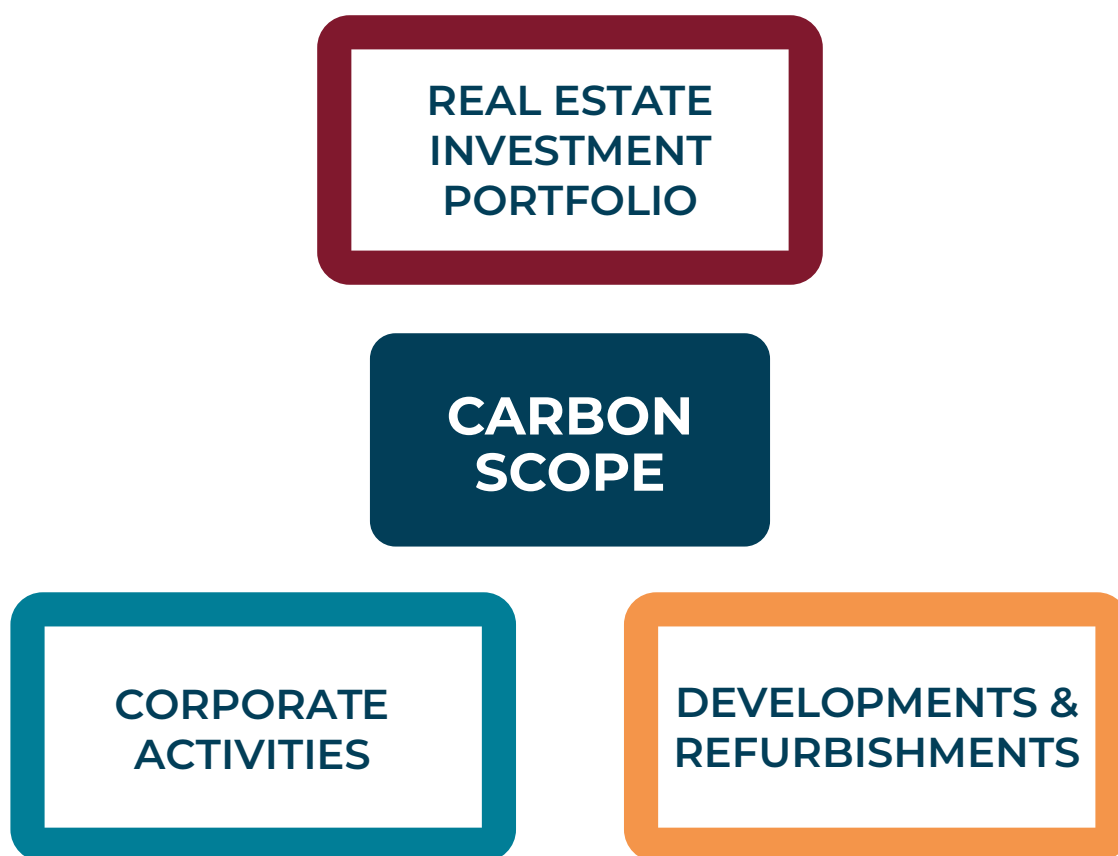 REAL ESTATE
INVESTMENT
PORTFOLIO
CARBON
SCOPE
CORPORATE
ACTIVITIES
DEVELOPMENTS &
REFURBISHMENTS